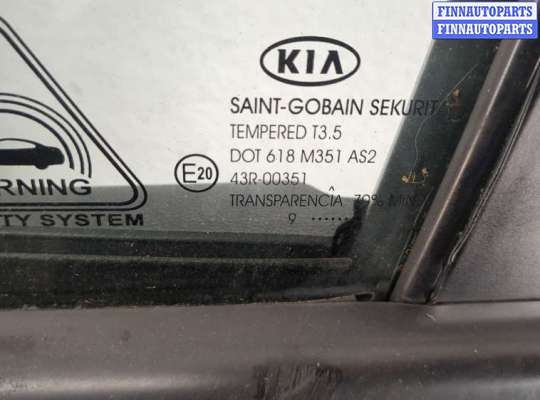 FINNAUTOPARTS
FINNAUTOPARTS
KIA
SAINT-GOBAIN SEKURIT
TEMPERED T3.5
DOT 618 M351 AS2
E20 43R-00351
TRANSPARENCIA 70% MIN
9 .......
RNING
TY SYSTEM